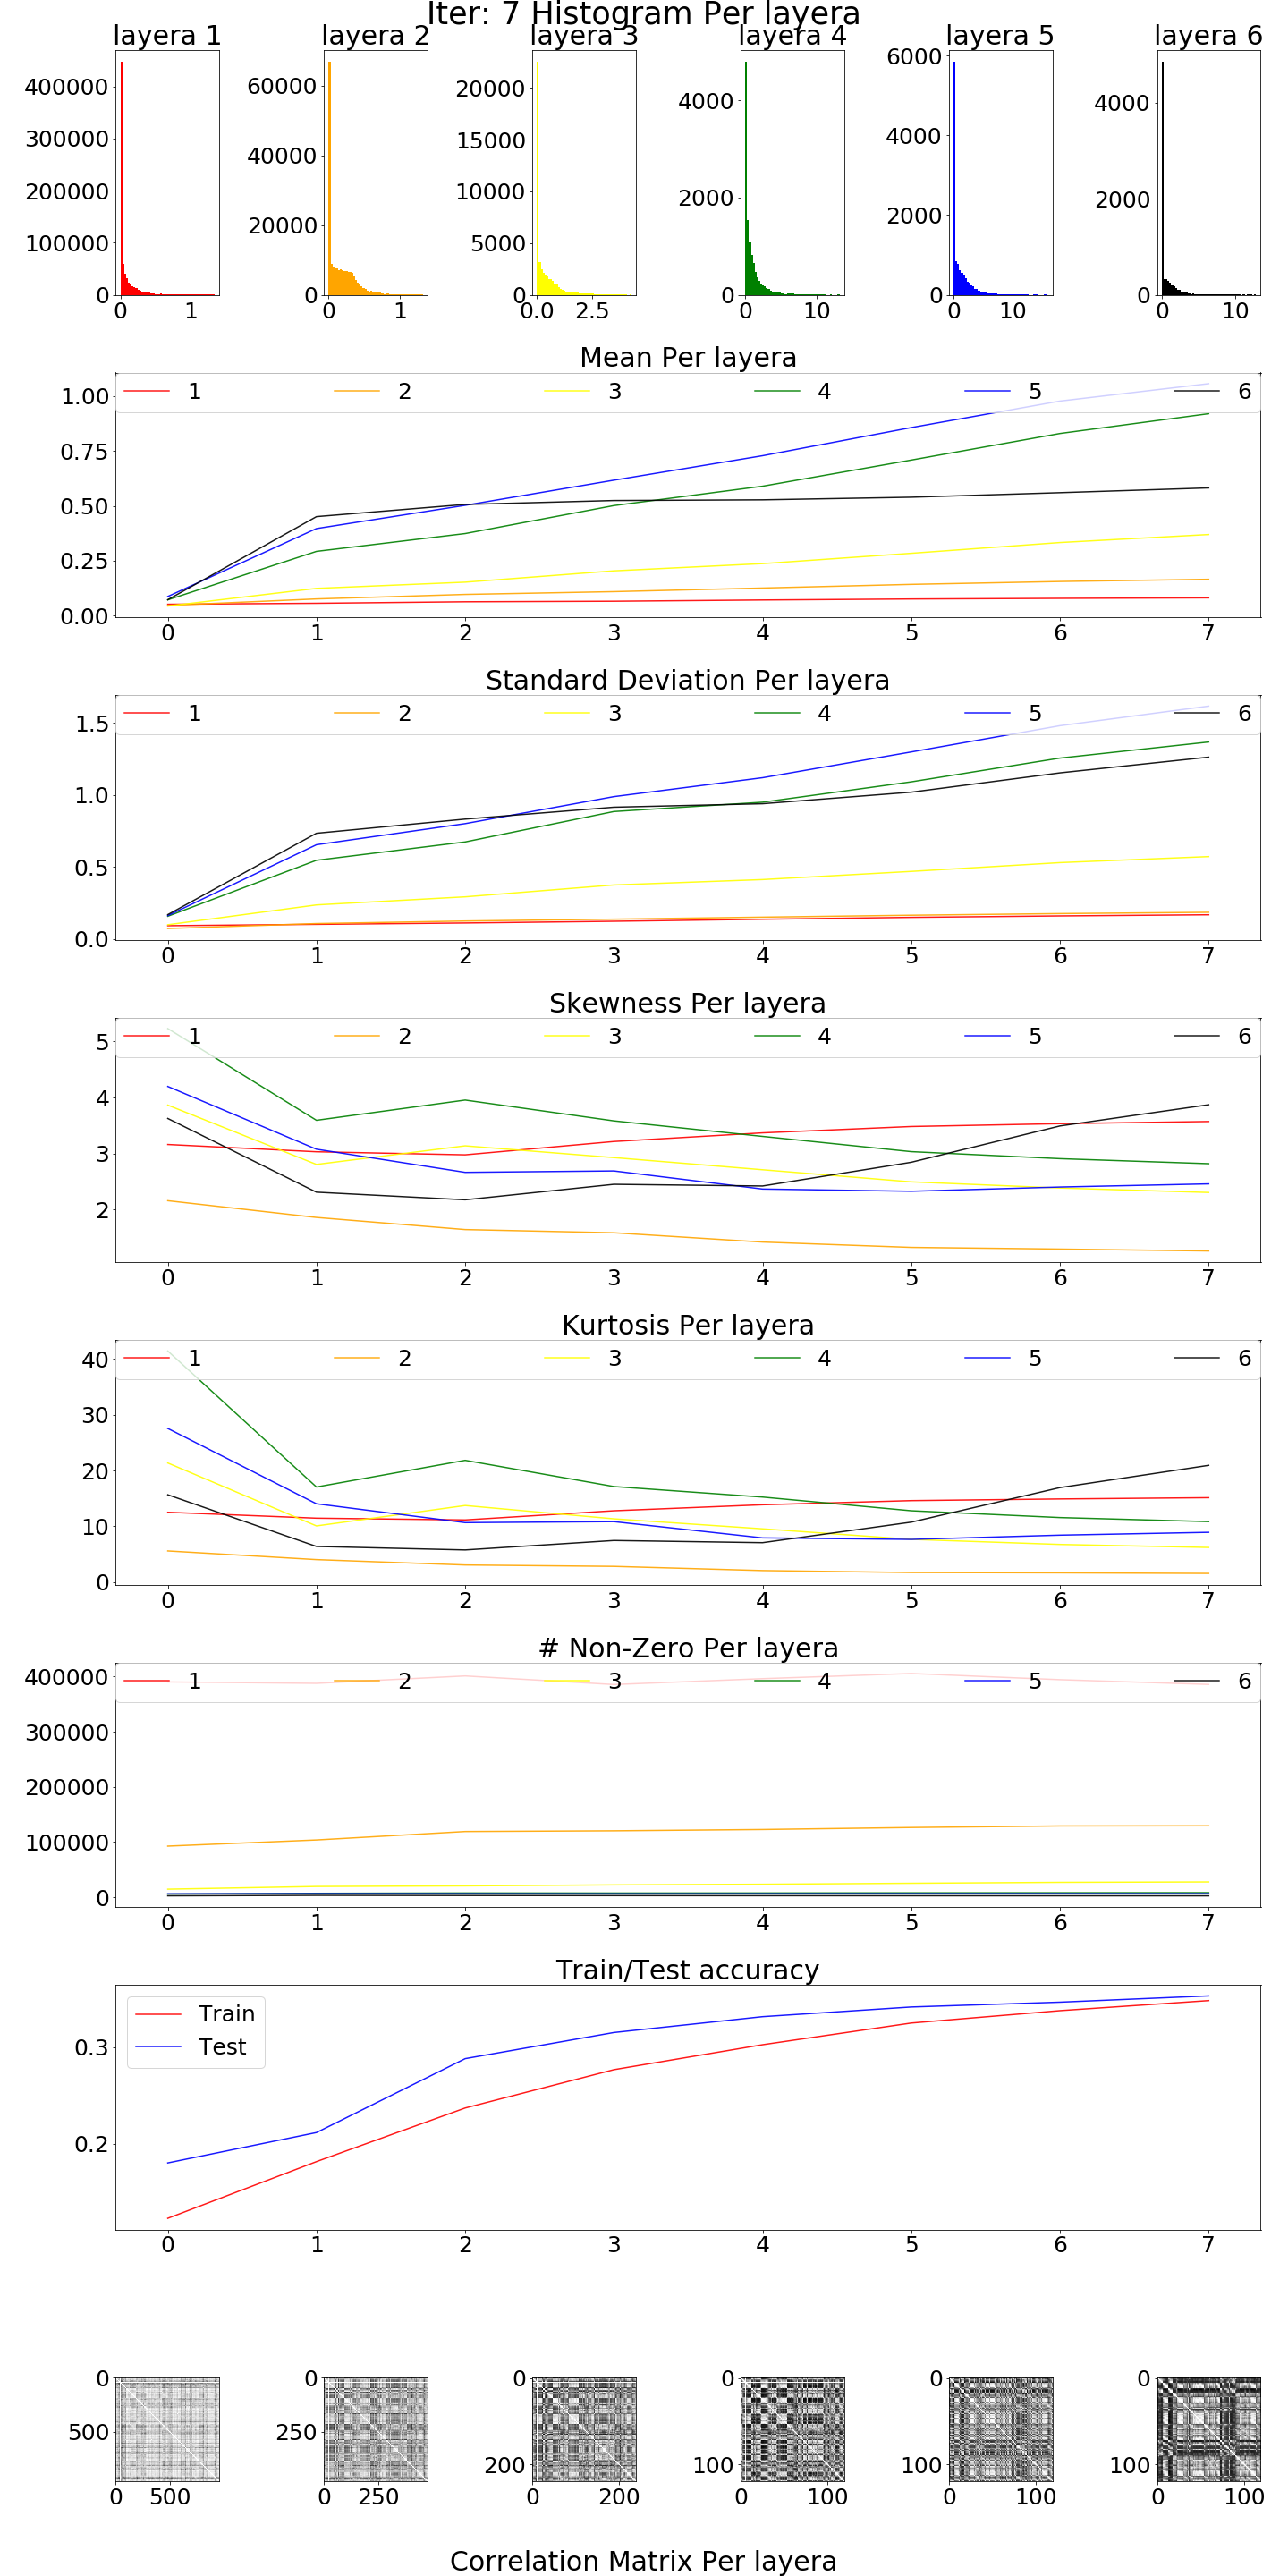 Iter: 7 Histogram Per layera
layera 1 layera 2 layera 3 layera 4 layera 5 layera 6
400000 300000 200000 100000 0
0 1
60000 40000 20000 0
0 1
20000 15000 10000 5000 0
0.0 2.5
4000 2000 0
0 10
6000 4000 2000 0
0 10
4000 2000 0
0 10
Mean Per layera
1 2 3 4 5 6
1.00
0.75
0.50
0.25
0.00
0 1 2 3 4 5 6 7
Standard Deviation Per layera
1 2 3 4 5 6
1.5
1.0
0.5
0.0
0 1 2 3 4 5 6 7
Skewness Per layera
1 2 3 4 5 6
5
4
3
2
0 1 2 3 4 5 6 7
Kurtosis Per layera
1 2 3 4 5 6
40
30
20
10
0
0 1 2 3 4 5 6 7
# Non-Zero Per layera
1 2 3 4 5 6
400000
300000
200000
100000
0
0 1 2 3 4 5 6 7
Train/Test accuracy
Train
Test
0.3
0.2
0 1 2 3 4 5 6 7
0 0 0 0 0 0
500 250 200 100 100 100
0 500 0 250 0 200 0 100 0 100 0 100
Correlation Matrix Per layera